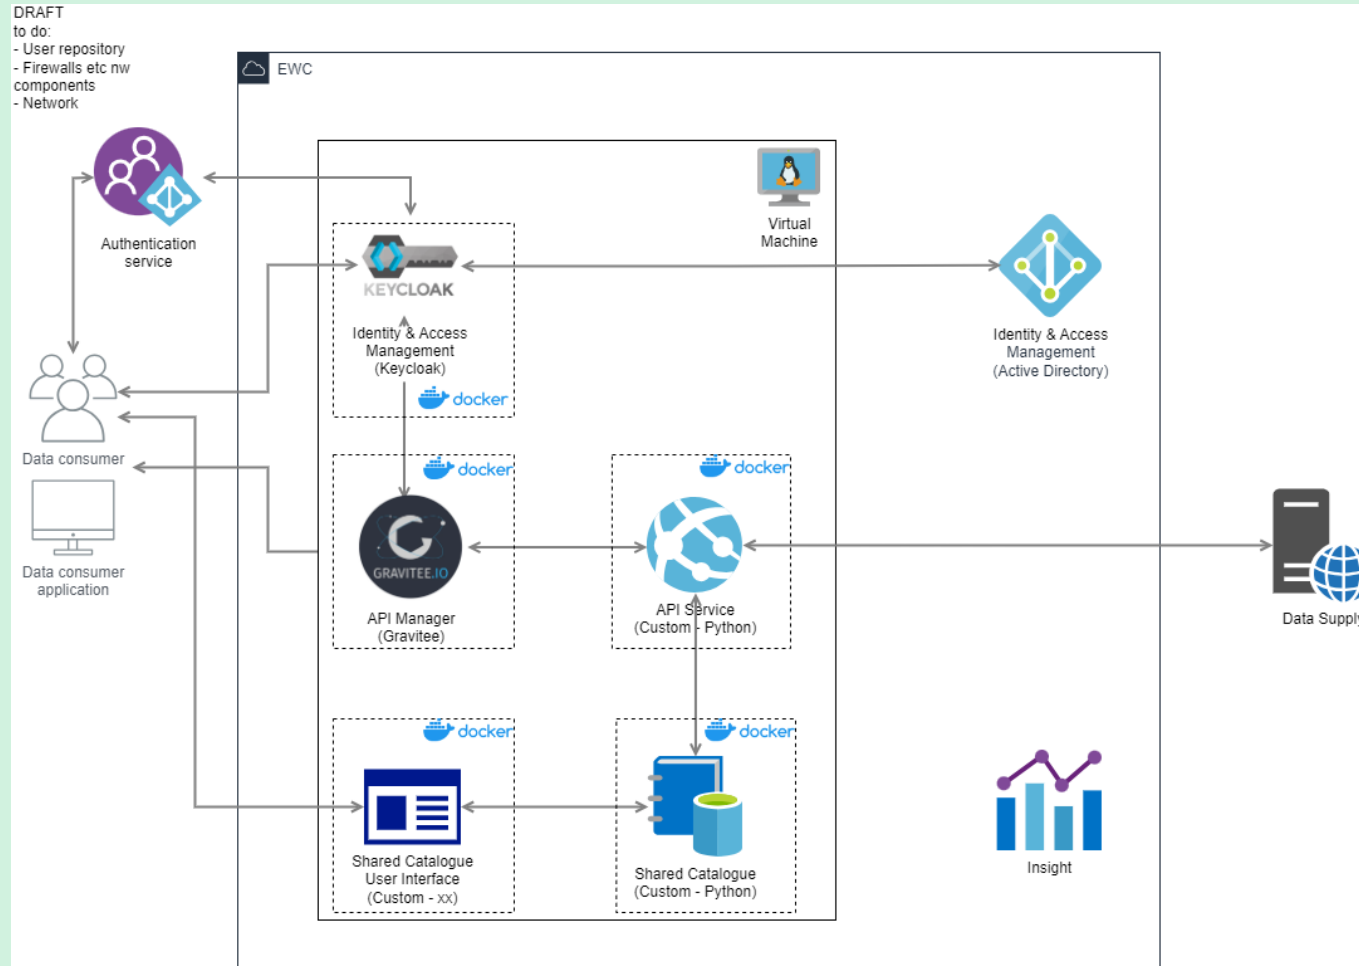 DRAFT
to do:
- User repository
- Firewalls etc nw
components
- Network
EWC
Authentication
service
Virtual
Machine
KEYCLOAK
Identity & Access
Management
(Keycloak)
docker
Identity & Access
Management
(Active Directory)
Data consumer
Data consumer
application
docker
GRAVITEE.IO
API Manager
(Gravitee)
docker
API Service
(Custom - Python)
Data Supply
docker
Shared Catalogue
User Interface
(Custom - xx)
docker
Shared Catalogue
(Custom - Python)
Insight